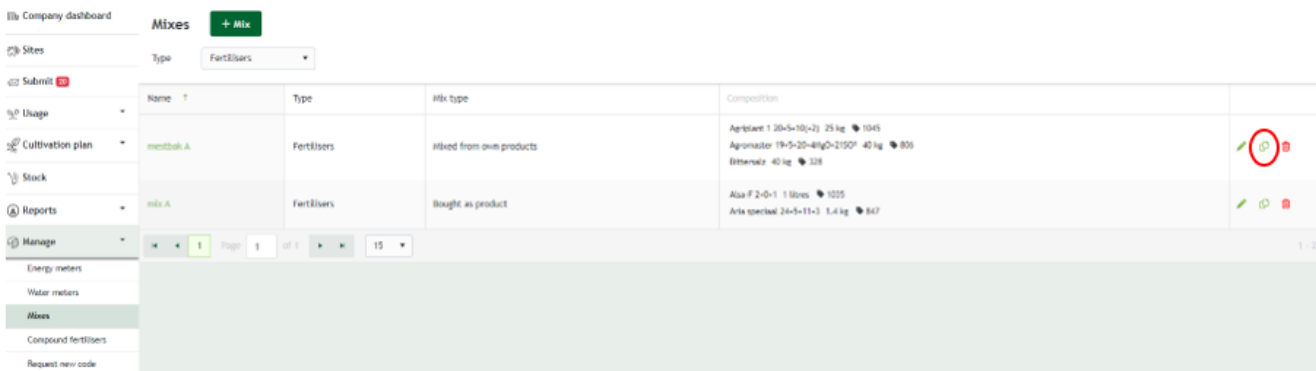 Company dashboard
Mixes
+ Mix
Sites
Type
Fertilisers
Submit 20
Name ↑
Type
Mix type
Composition
Usage
Cultivation plan
mestbak A
Fertilisers
Mixed from own products
Agriplant 1 20+5+10(+2) 25 kg 1045
Agromaster 19+5+20+4MgO+21SO³ 40 kg 806
Bittersalz 40 kg 328
Stock
Reports
mix A
Fertilisers
Bought as product
Alsa F 2+0+1 1 litres 1035
Aria speciaal 24+5+11+3 1.4 kg 847
Manage
1
Page
1
of 1
15
Energy meters
Water meters
Mixes
Compound fertilisers
Request new code